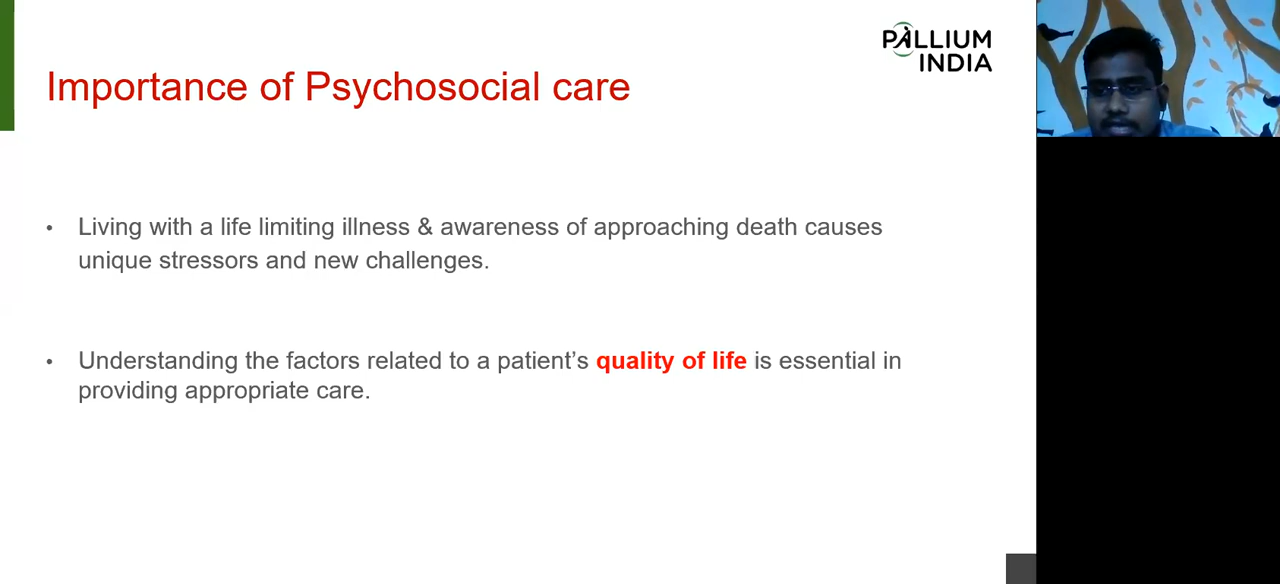 PALLIUM
INDIA
Importance of Psychosocial care
• Living with a life limiting illness & awareness of approaching death causes
unique stressors and new challenges.
• Understanding the factors related to a patient’s quality of life is essential in
providing appropriate care.